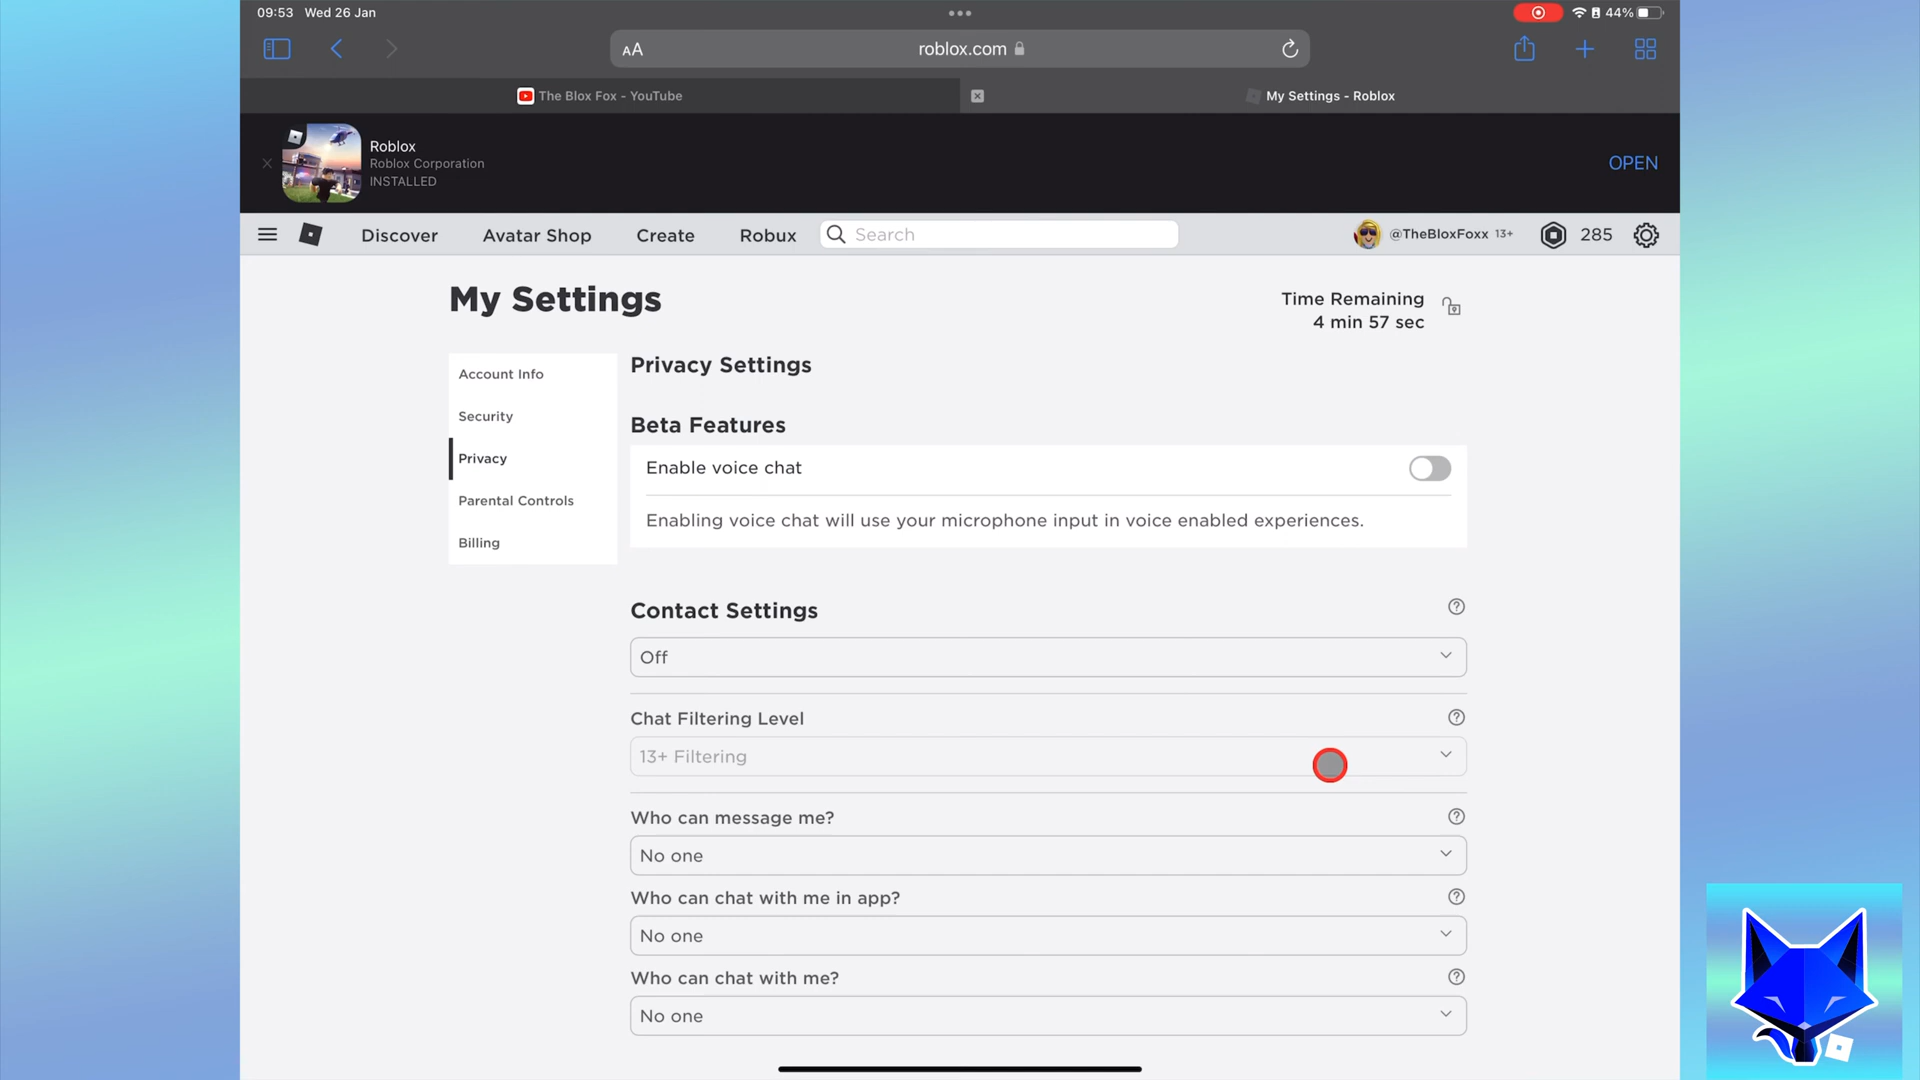 09:53 Wed 26 Jan
44%
AA
roblox.com
The Blox Fox - YouTube
My Settings - Roblox
Roblox
Roblox Corporation
INSTALLED
OPEN
Discover
Avatar Shop
Create
Robux
Search
@TheBloxFoxx 13+
285
My Settings
Time Remaining
4 min 57 sec
Account Info
Security
Privacy
Parental Controls
Billing
Privacy Settings
Beta Features
Enable voice chat
Enabling voice chat will use your microphone input in voice enabled experiences.
Contact Settings
Off
Chat Filtering Level
13+ Filtering
Who can message me?
No one
Who can chat with me in app?
No one
Who can chat with me?
No one